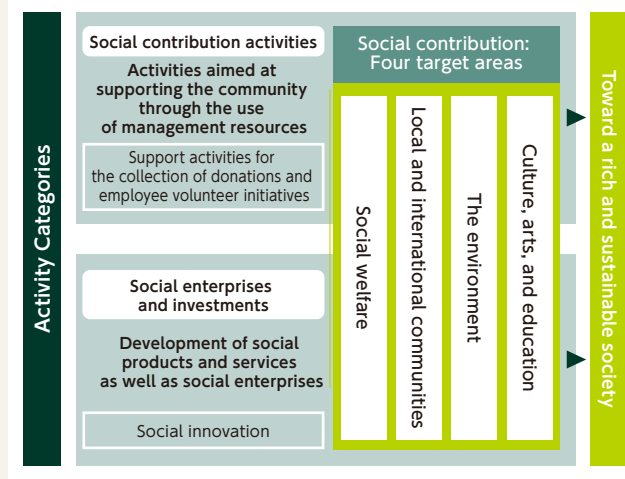 Activity Categories
Social contribution activities
Activities aimed at
supporting the community
through the use
of management resources
Support activities for
the collection of donations and
employee volunteer initiatives
Social enterprises
and investments
Development of social
products and services
as well as social enterprises
Social innovation
Social contribution:
Four target areas
Social welfare
Local and international communities
The environment
Culture, arts, and education
Toward a rich and sustainable society